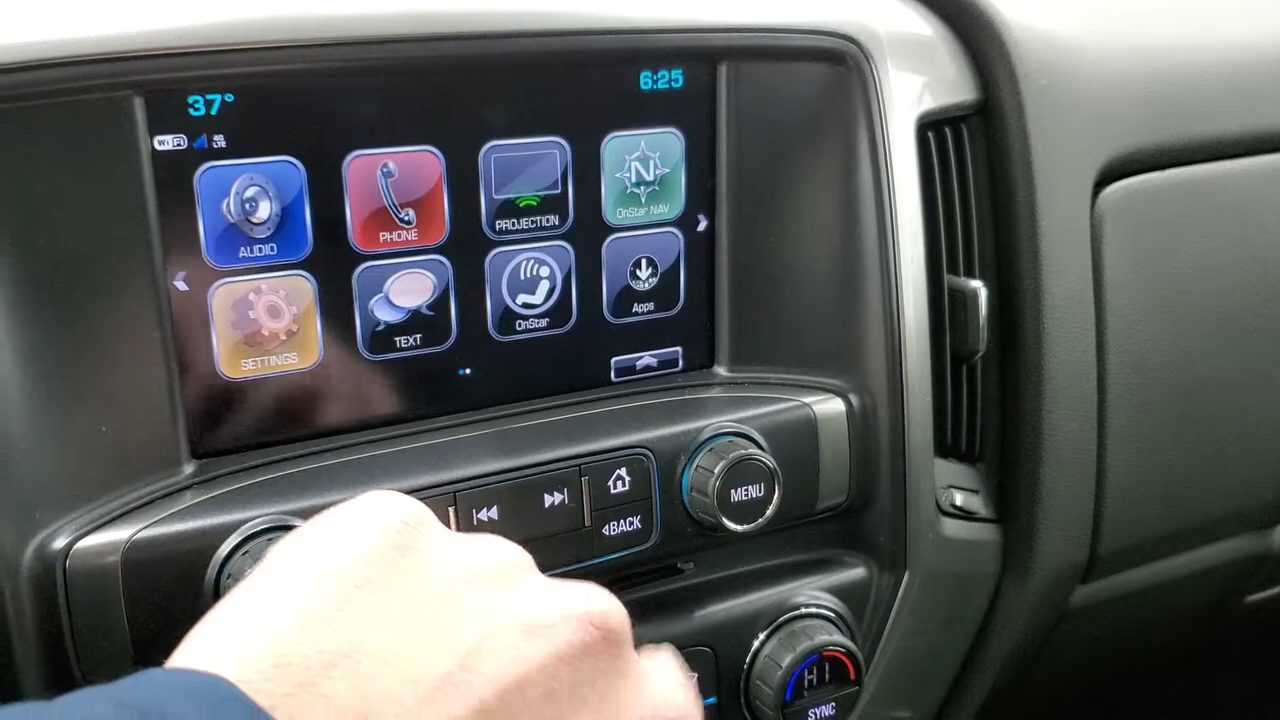 37°
6:25
WiFi
4G
LTE
AUDIO
PHONE
PROJECTION
N
OnStar NAV
SETTINGS
TEXT
OnStar
Apps
BACK
MENU
HI
SYNC